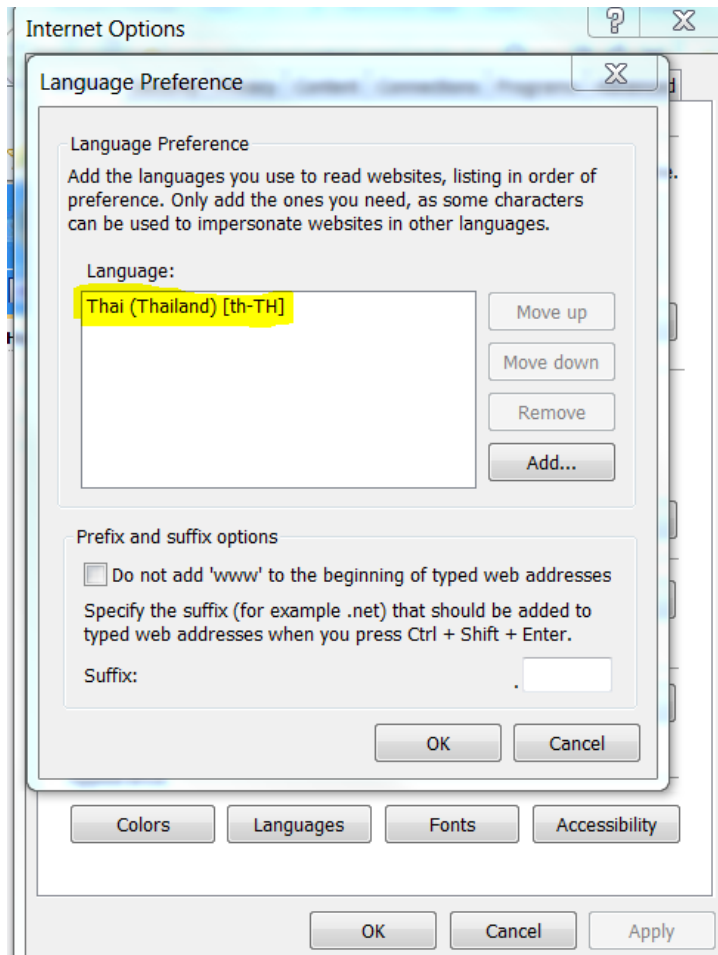 Internet Options
Language Preference
Language Preference
Add the languages you use to read websites, listing in order of
preference. Only add the ones you need, as some characters
can be used to impersonate websites in other languages.
Language:
Thai (Thailand) [th-TH]
Move up
Move down
Remove
Add...
Prefix and suffix options
Do not add 'www' to the beginning of typed web addresses
Specify the suffix (for example .net) that should be added to
typed web addresses when you press Ctrl + Shift + Enter.
Suffix:
.
OK Cancel
Colors Languages Fonts Accessibility
OK Cancel Apply